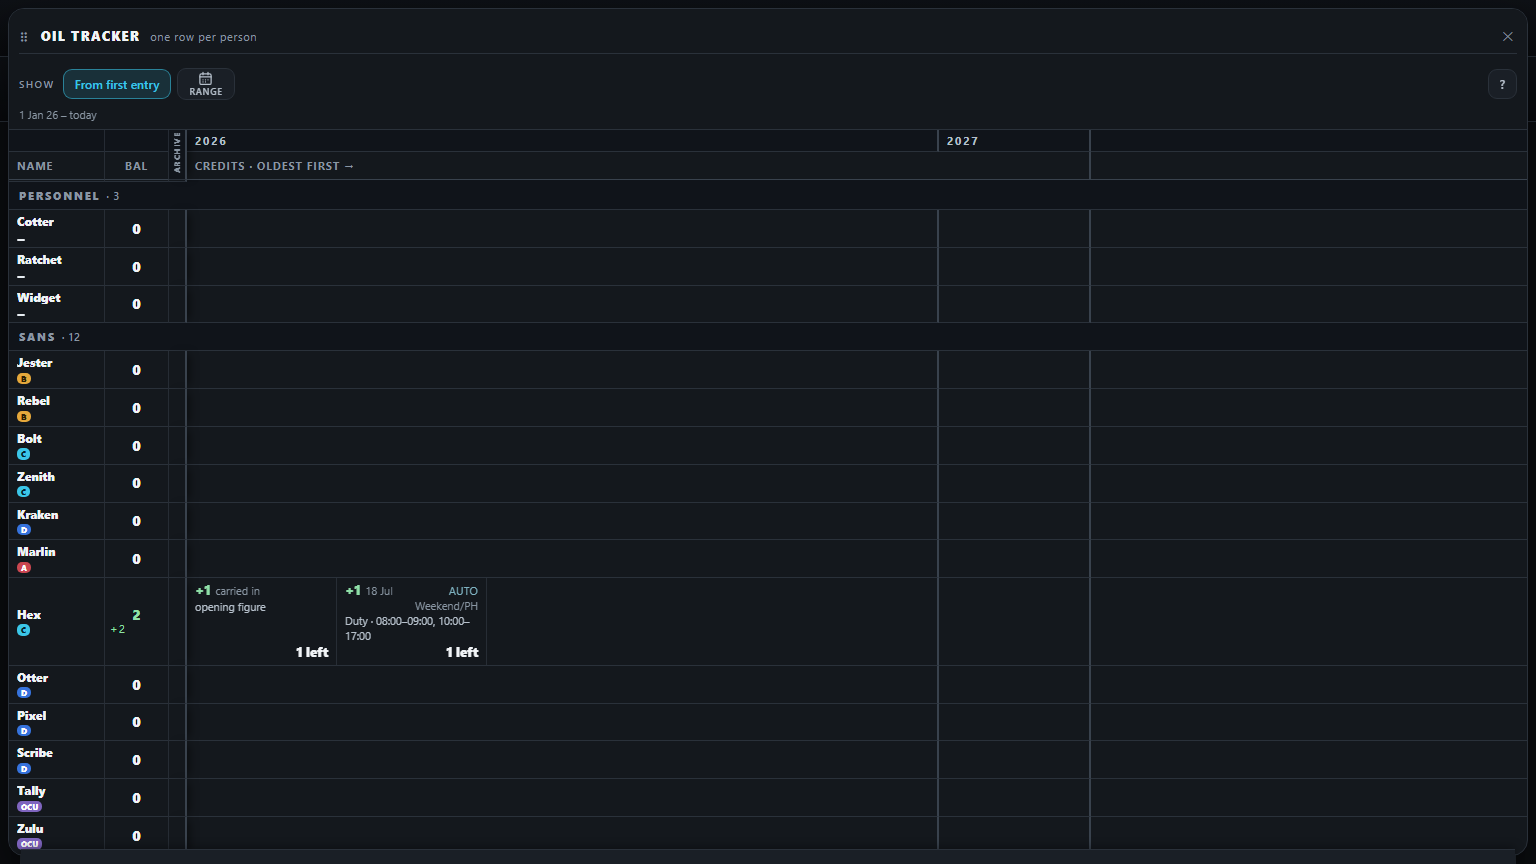 OIL TRACKER one row per person
SHOW From first entry RANGE ?
1 Jan 26 – today
ARCHIVE 2026 2027
NAME BAL CREDITS · OLDEST FIRST →
PERSONNEL · 3
Cotter 0
–
Ratchet 0
–
Widget 0
–
SANS · 12
Jester 0
B
Rebel 0
B
Bolt 0
C
Zenith 0
C
Kraken 0
D
Marlin 0
A
Hex 2
C +2
+1 carried in
opening figure
1 left
+1 18 Jul AUTO
Weekend/PH
Duty · 08:00–09:00, 10:00–
17:00
1 left
Otter 0
D
Pixel 0
D
Scribe 0
D
Tally 0
OCU
Zulu 0
OCU